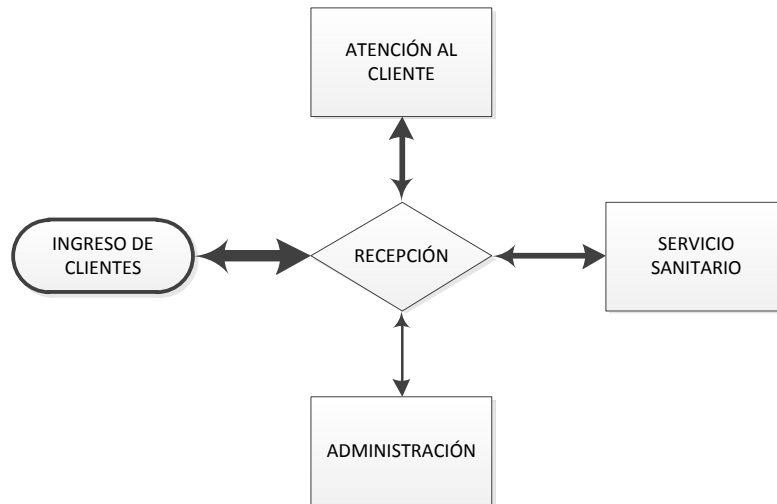 ATENCIÓN AL
CLIENTE
INGRESO DE
CLIENTES
RECEPCIÓN
SERVICIO
SANITARIO
ADMINISTRACIÓN